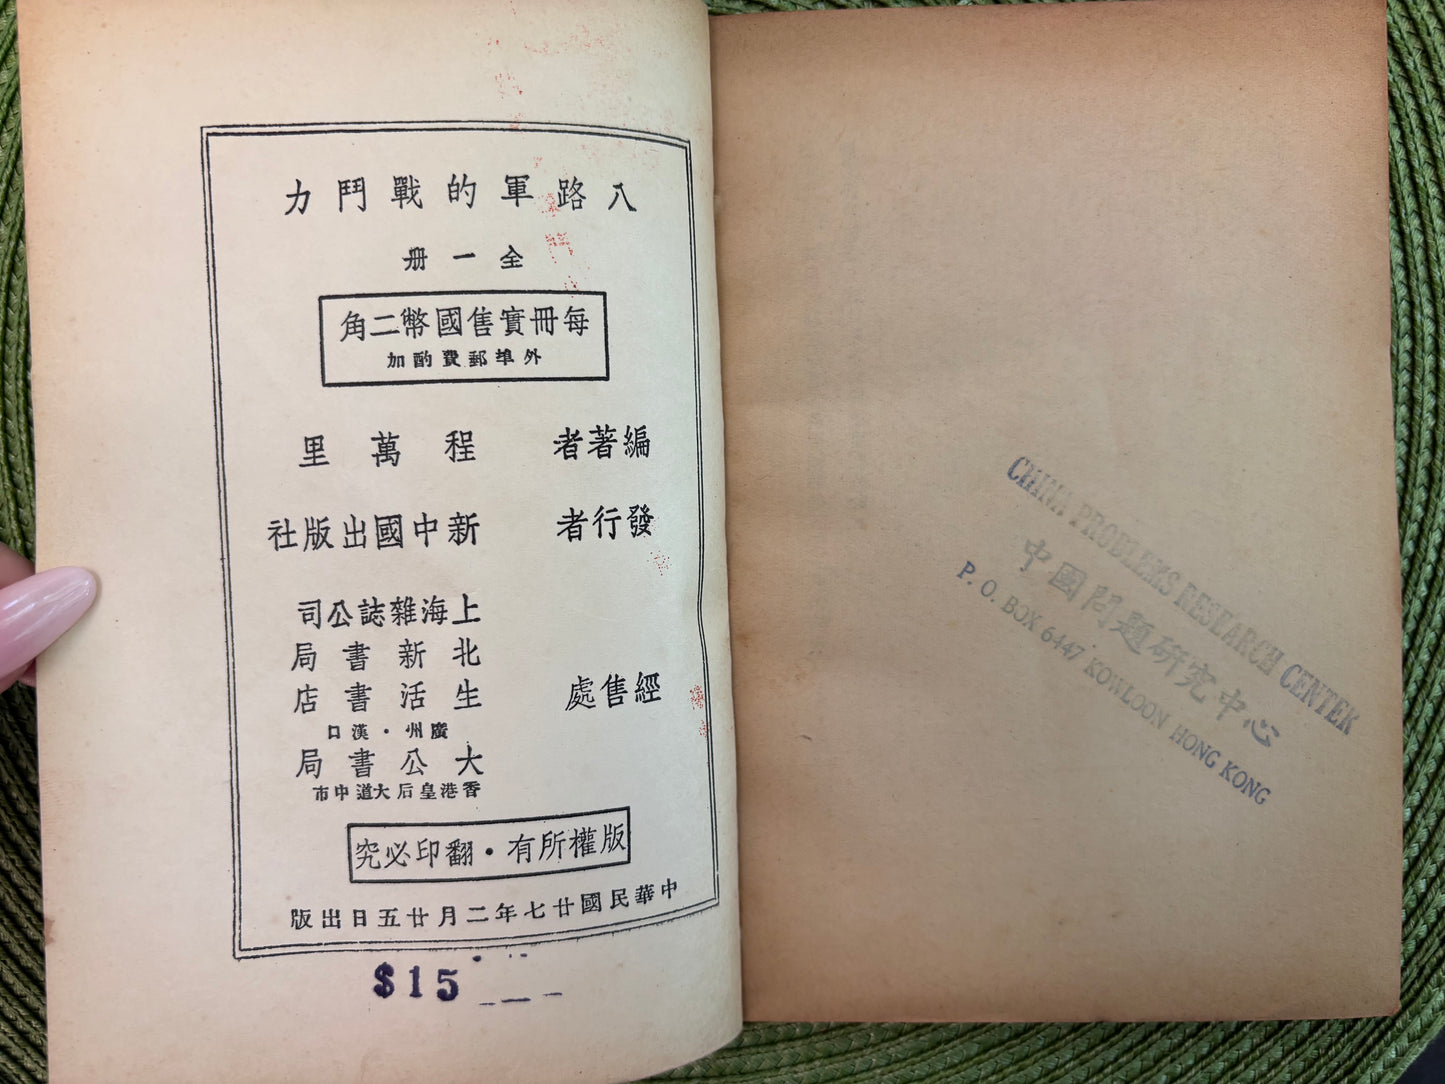 八路軍的戰鬥力
全一册
每冊實售國幣二角
外埠郵費酌加
編著者 程萬里
發行者 新中國出版社
上海雜誌公司
北新書局
經售處 生活書店
廣州・漢口
大公書局
香港皇后大道中市
版權所有・翻印必究
中華民國廿七年二月廿五日出版
$15
CHINA PROBLEMS RESEARCH CENTER
中國問題研究中心
P. O. BOX 6447 KOWLOON HONG KONG